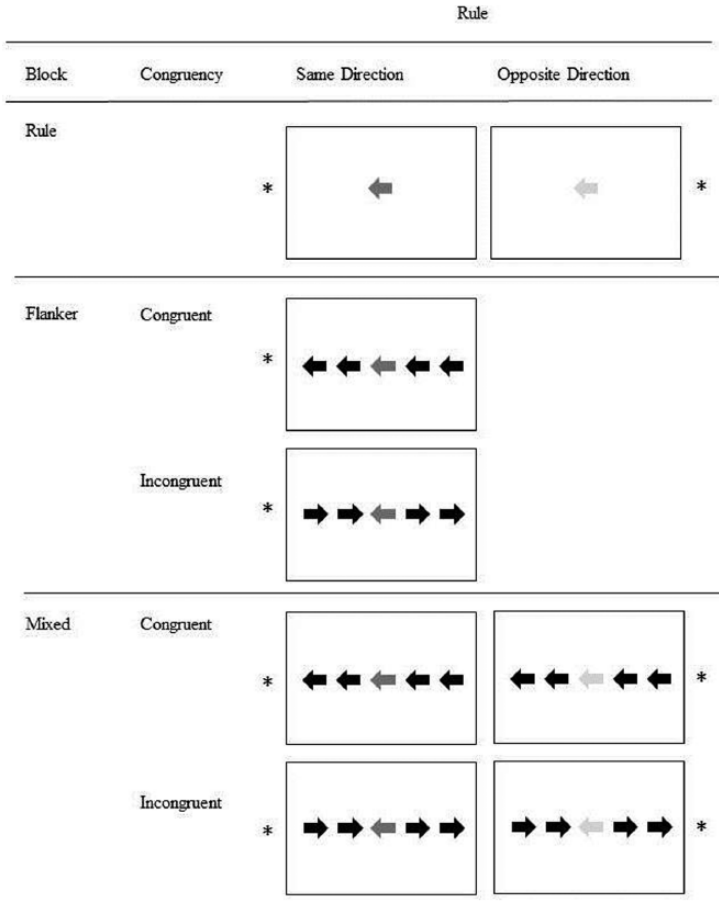 Rule
Block Congruency Same Direction Opposite Direction
Rule
* *
Flanker Congruent
*
Incongruent
*
Mixed Congruent
* *
Incongruent
* *